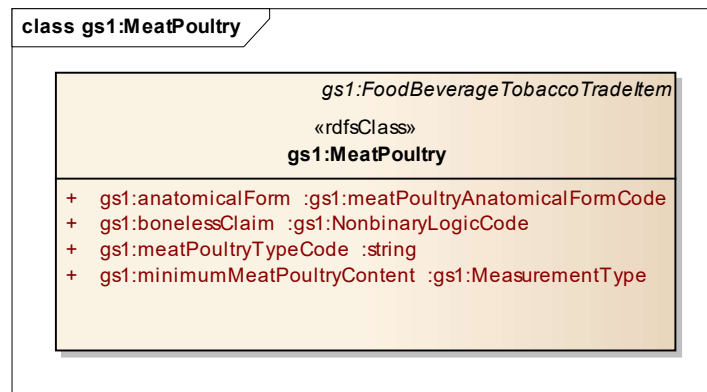 class gs1:MeatPoultry
gs1:FoodBeverageTobaccoTradeItem
«rdfsClass»
gs1:MeatPoultry
+ gs1:anatomicalForm :gs1:meatPoultryAnatomicalFormCode
+ gs1:bonelessClaim :gs1:NonbinaryLogicCode
+ gs1:meatPoultryTypeCode :string
+ gs1:minimumMeatPoultryContent :gs1:MeasurementType